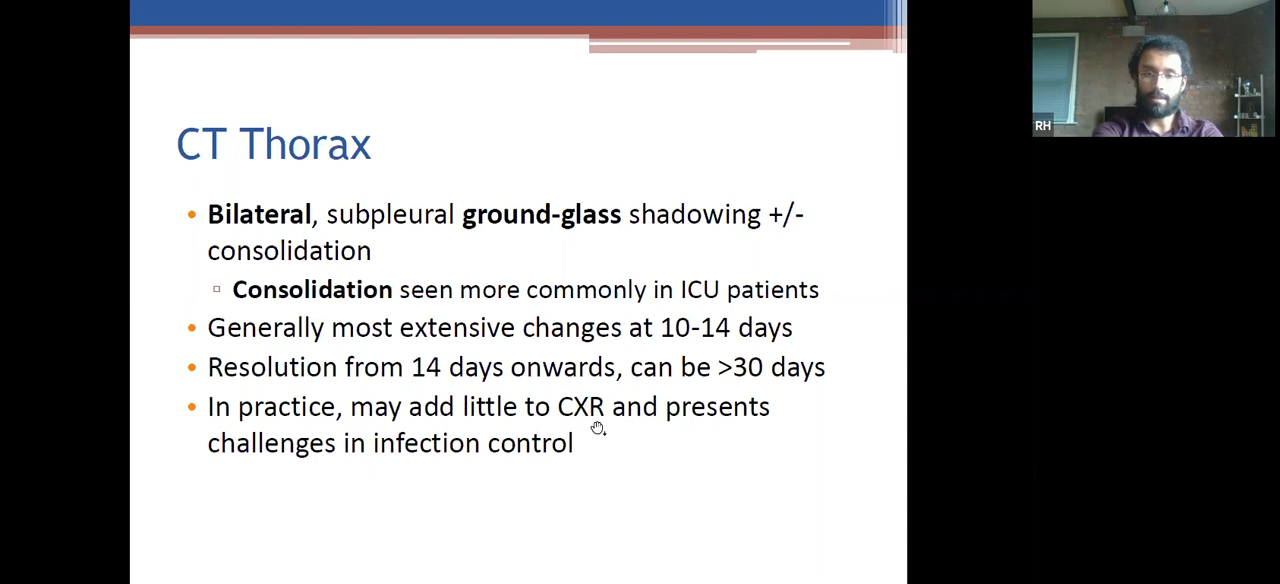 CT Thorax
• Bilateral, subpleural ground-glass shadowing +/-
consolidation
▫ Consolidation seen more commonly in ICU patients
• Generally most extensive changes at 10-14 days
• Resolution from 14 days onwards, can be >30 days
• In practice, may add little to CXR and presents
challenges in infection control
RH